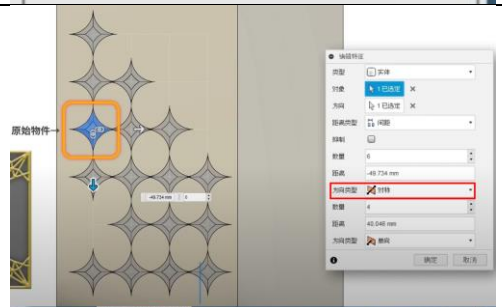 编辑特征
类型 实体
对象 1 已选定 ×
原始物件→
方向 1 已选定 ×
距离类型 间距
抑制
数量 6
距离 -49.734 mm
方向类型 对称
-49.734 mm 6
数量 4
距离 40.046 mm
方向类型 单向
确定 取消